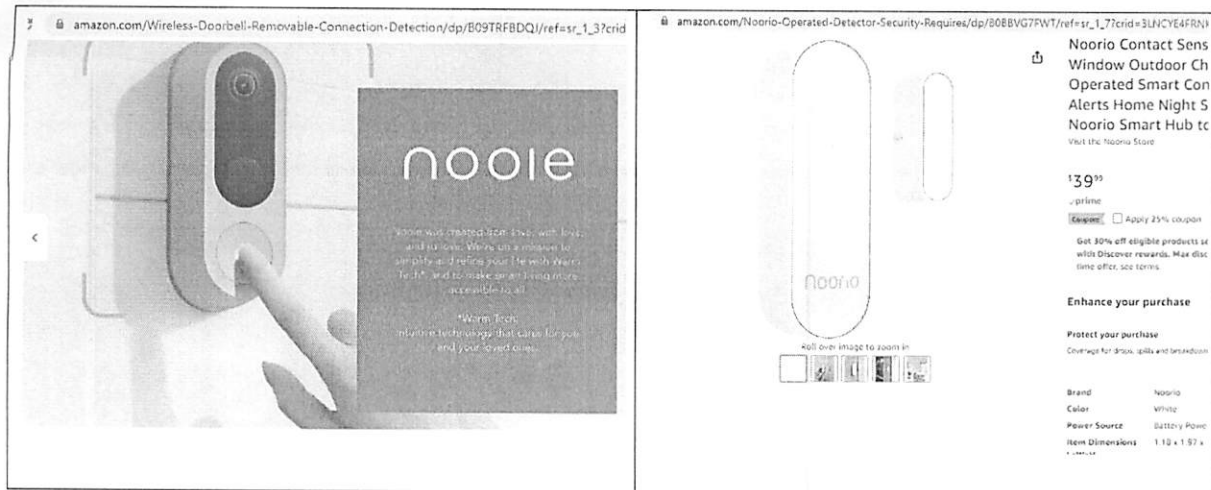 amazon.com/Wireless-Doorbell-Removable-Connection-Detection/dp/B09TRFBDQJ/ref=sr_1_3?crid
nooie
Nooie was created from love, with love,
and to love. We're on a mission to
simplify and refine your life with Warm
Tech*, and to make smart living more
accessible to all.
*Warm Tech:
Intuitive technology that cares for you
and your loved ones.
amazon.com/Noorio-Operated-Detector-Security-Requires/dp/B0BBVG7FWT/ref=sr_1_7?crid=3LNCYE4FRN
Noorio Contact Sens
Window Outdoor Ch
Operated Smart Con
Alerts Home Night S
Noorio Smart Hub to
Visit the Noorio Store
$39.99
prime
Coupon Apply 25% coupon
Get 30% off eligible products
with Discover rewards. Max disc
time offer, see terms
Enhance your purchase
Protect your purchase
Coverage for drops, spills and breakdown
Brand Noorio
Color White
Power Source Battery Powe
Item Dimensions 1.18 x 1.97 x
noorio
Roll over image to zoom in